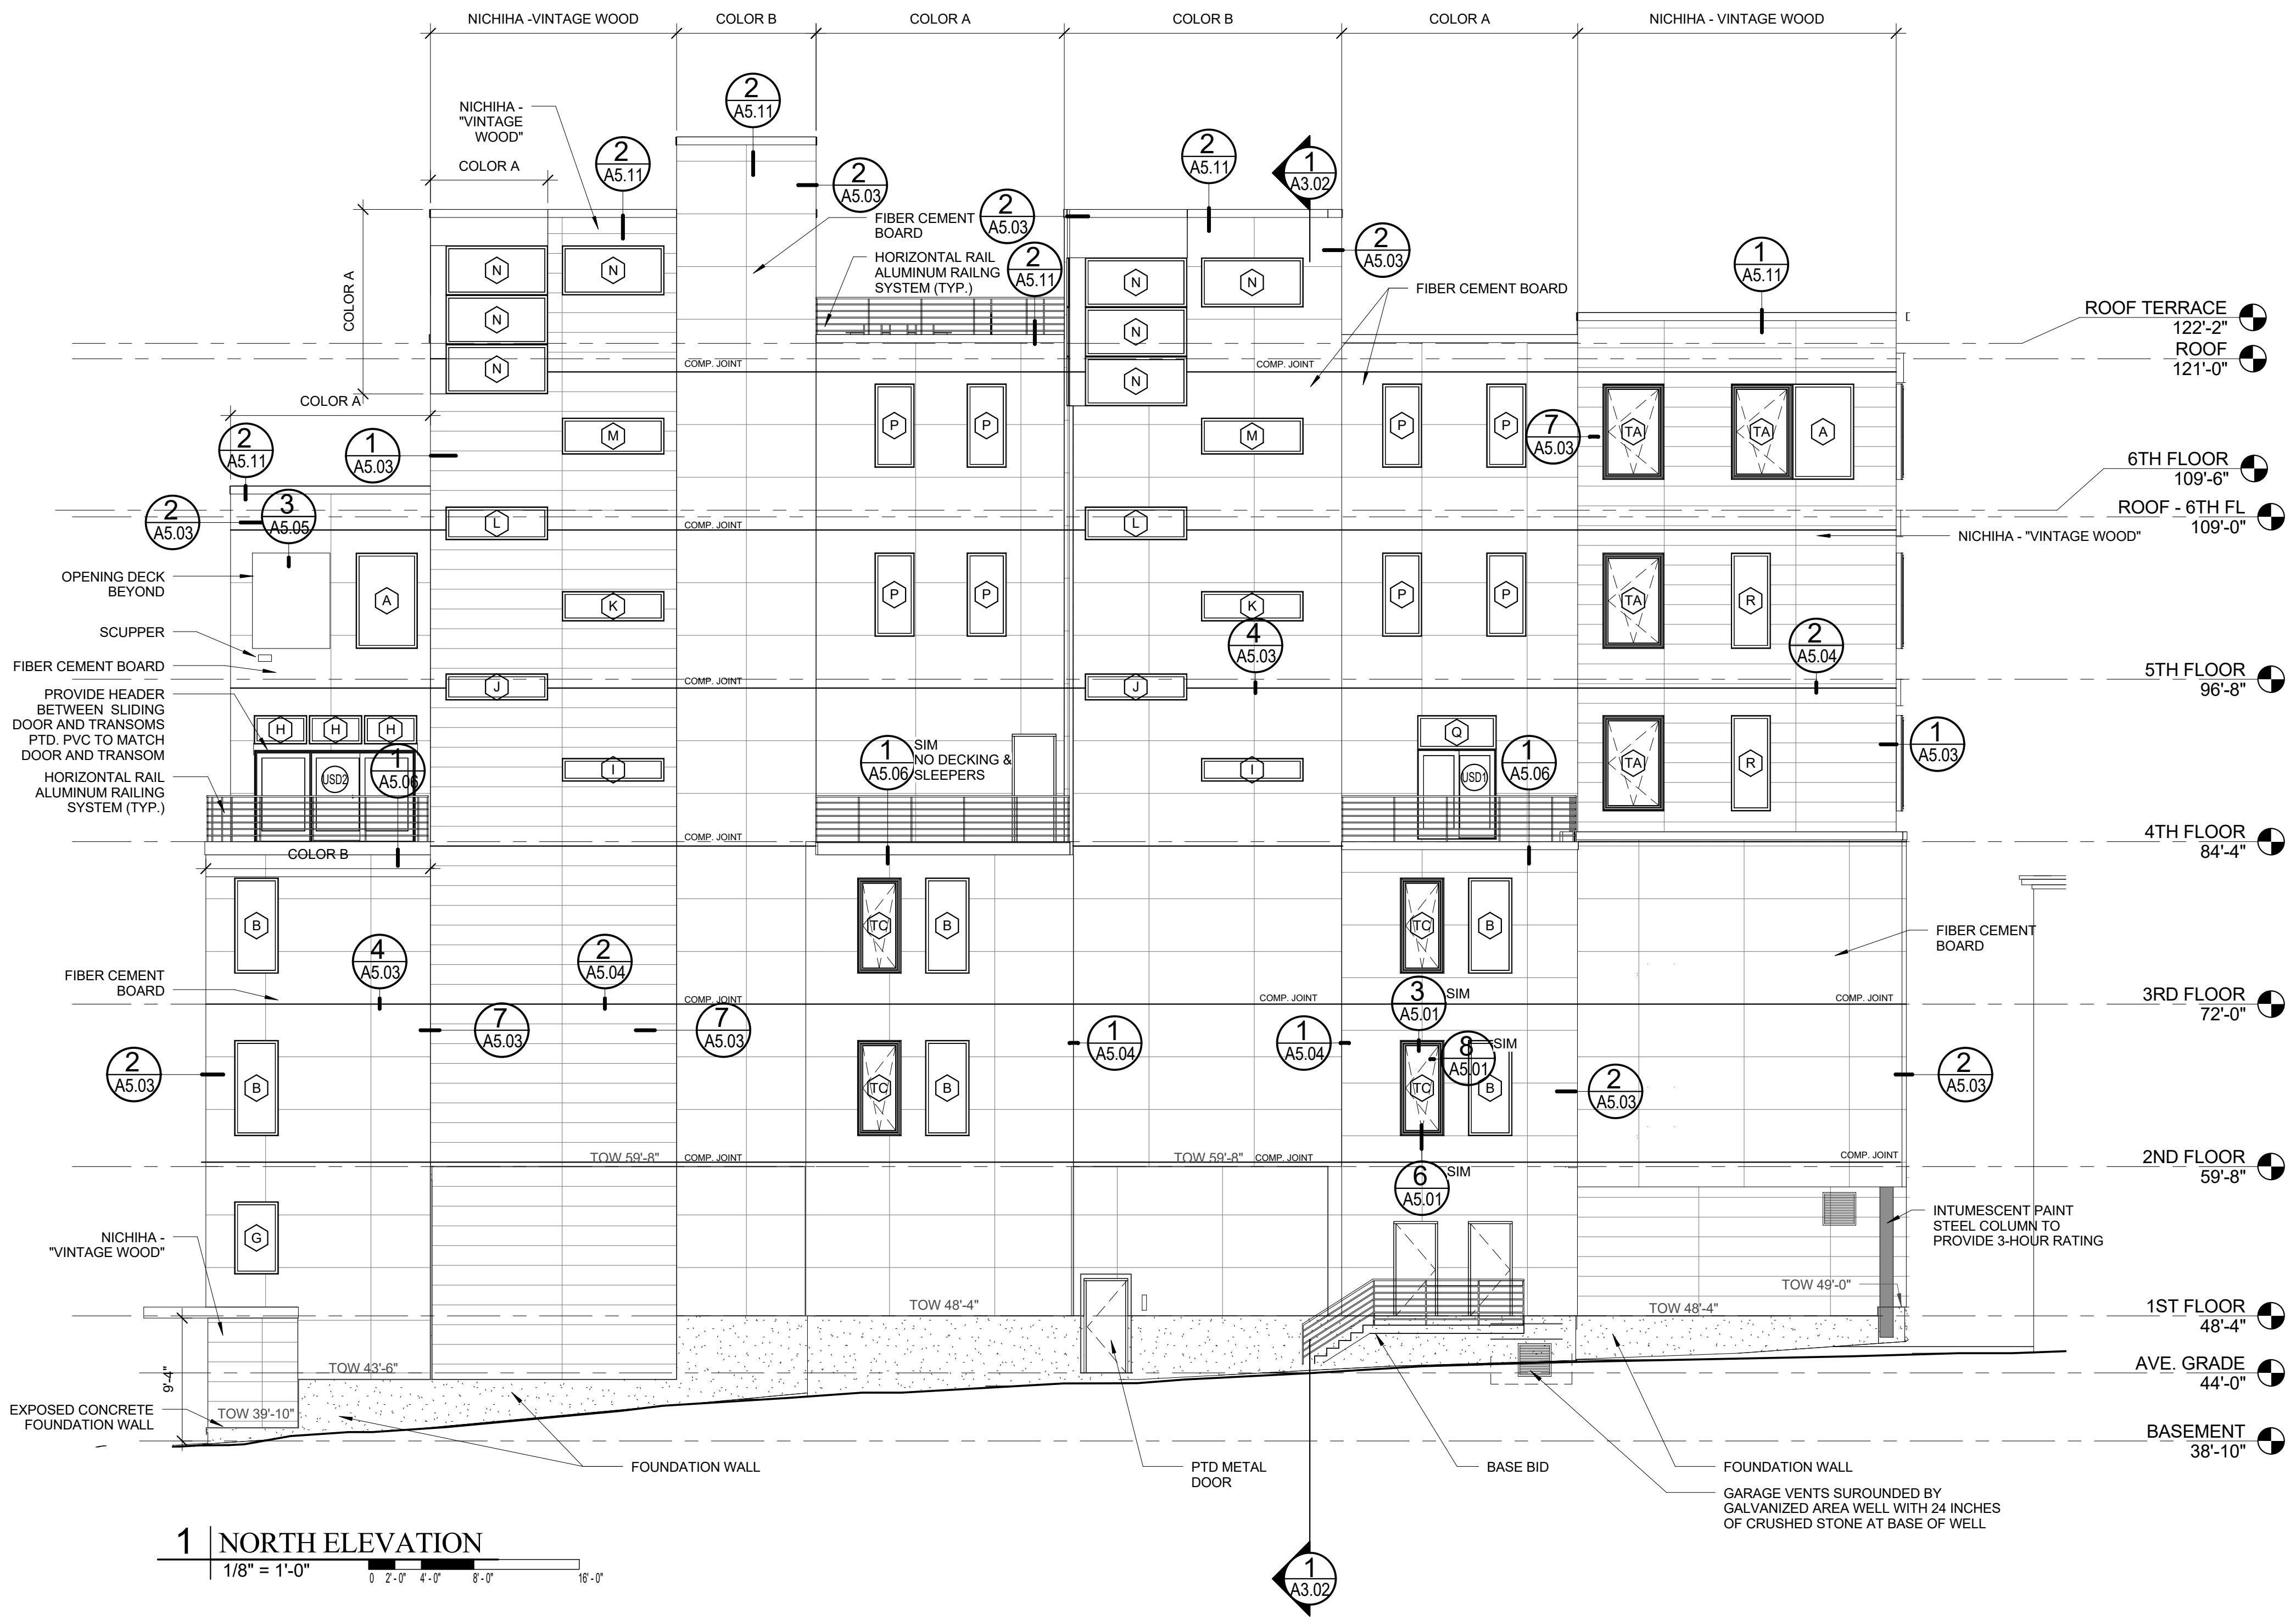 NICHIHA -VINTAGE WOOD
COLOR B
COLOR A
COLOR B
COLOR A
NICHIHA - VINTAGE WOOD
NICHIHA -
"VINTAGE
WOOD"
COLOR A
COLOR A
2
A5.11
2
A5.11
2
A5.03
2
A5.03
2
A5.11
2
A5.11
1
A3.02
2
A5.03
1
A5.11
FIBER CEMENT
BOARD
HORIZONTAL RAIL
ALUMINUM RAILNG
SYSTEM (TYP.)
FIBER CEMENT BOARD
N
N
N
N
N
N
N
N
ROOF TERRACE
122'-2"
ROOF
121'-0"
COMP. JOINT
COMP. JOINT
COLOR A
2
A5.11
1
A5.03
M
P
P
M
P
P
7
A5.03
TA
TA
A
6TH FLOOR
109'-6"
ROOF - 6TH FL
109'-0"
2
A5.03
3
A5.05
L
COMP. JOINT
L
NICHIHA - "VINTAGE WOOD"
OPENING DECK
BEYOND
A
K
P
P
K
P
P
TA
R
SCUPPER
4
A5.03
2
A5.04
FIBER CEMENT BOARD
5TH FLOOR
96'-8"
J
COMP. JOINT
J
PROVIDE HEADER
BETWEEN SLIDING
DOOR AND TRANSOMS
PTD. PVC TO MATCH
DOOR AND TRANSOM
H
H
H
USD2
1
A5.06
I
1
A5.06
SIM
NO DECKING &
SLEEPERS
I
Q
USD1
1
A5.06
TA
R
1
A5.03
HORIZONTAL RAIL
ALUMINUM RAILING
SYSTEM (TYP.)
COMP. JOINT
4TH FLOOR
84'-4"
COLOR B
B
TC
B
TC
B
FIBER CEMENT
BOARD
4
A5.03
2
A5.04
FIBER CEMENT
BOARD
COMP. JOINT
COMP. JOINT
COMP. JOINT
3RD FLOOR
72'-0"
3
A5.01
SIM
7
A5.03
7
A5.03
1
A5.04
1
A5.04
8
A5.01
SIM
2
A5.03
B
TC
B
TC
B
2
A5.03
2
A5.03
TOW 59'-8"
COMP. JOINT
TOW 59'-8"
COMP. JOINT
COMP. JOINT
2ND FLOOR
59'-8"
6
A5.01
SIM
G
NICHIHA -
"VINTAGE WOOD"
INTUMESCENT PAINT
STEEL COLUMN TO
PROVIDE 3-HOUR RATING
TOW 49'-0"
TOW 48'-4"
TOW 48'-4"
1ST FLOOR
48'-4"
9'-4"
TOW 43'-6"
AVE. GRADE
44'-0"
EXPOSED CONCRETE
FOUNDATION WALL
TOW 39'-10"
BASEMENT
38'-10"
FOUNDATION WALL
PTD METAL
DOOR
BASE BID
FOUNDATION WALL
GARAGE VENTS SUROUNDED BY
GALVANIZED AREA WELL WITH 24 INCHES
OF CRUSHED STONE AT BASE OF WELL
1
NORTH ELEVATION
1/8" = 1'-0"
0 2' - 0" 4' - 0" 8' - 0" 16' - 0"
1
A3.02